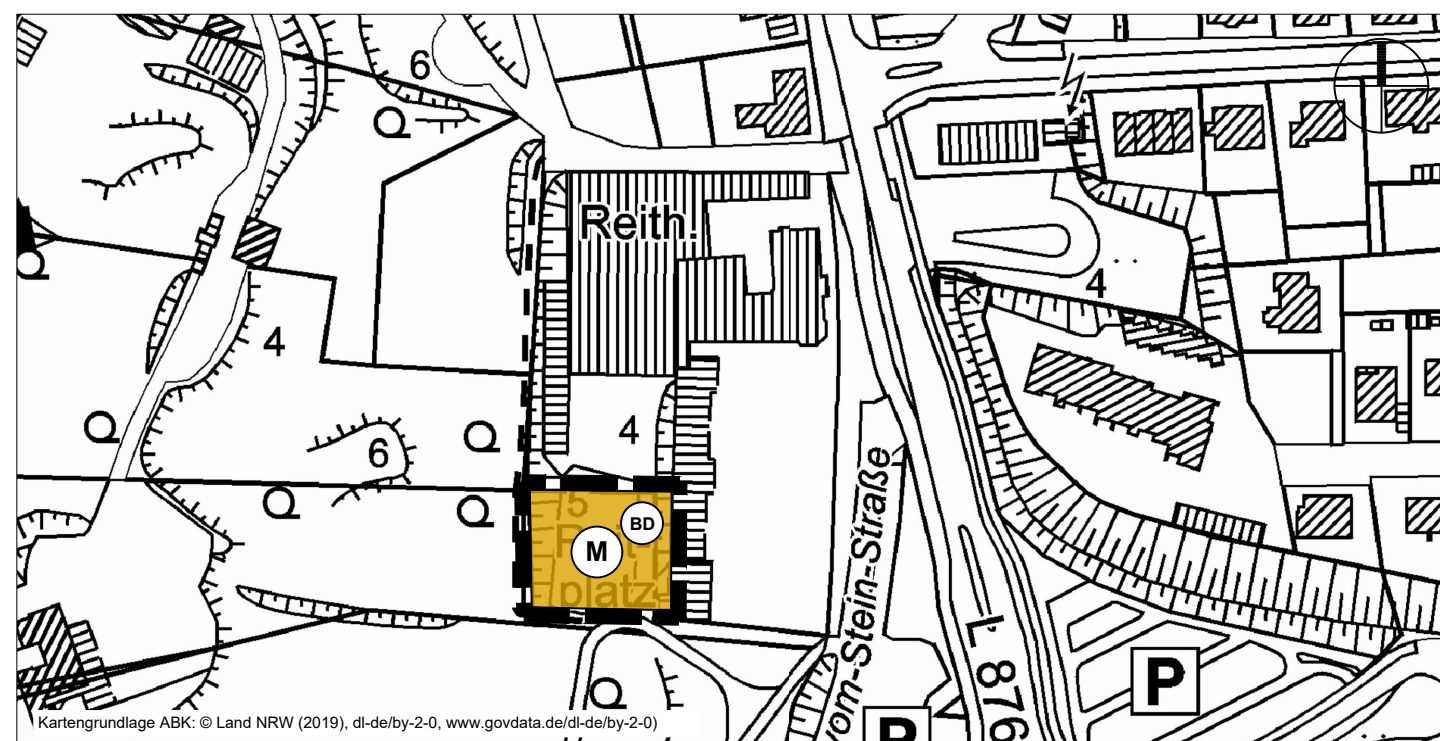 6
Reith.
4
4
4
6
5
BD
M
platz
vom-Stein-Straße
L 876
P
P
Kartengrundlage ABK: © Land NRW (2019), dl-de/by-2-0, www.govdata.de/dl-de/by-2-0)